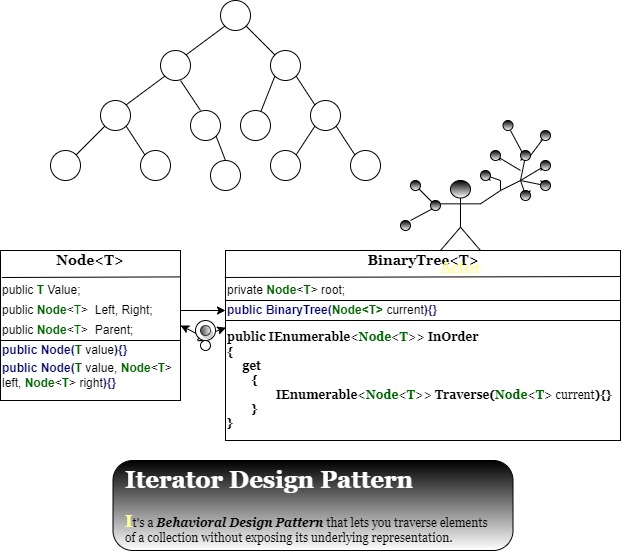 Node<T>
public T Value;
public Node<T> Left, Right;
public Node<T> Parent;
public Node(T value){}
public Node(T value, Node<T>
left, Node<T> right){}
BinaryTree<T>
Actor
private Node<T> root;
public BinaryTree(Node<T> current){}
public IEnumerable<Node<T>> InOrder
{
get
{
IEnumerable<Node<T>> Traverse(Node<T> current){}
}
}
Iterator Design Pattern
It's a Behavioral Design Pattern that lets you traverse elements
of a collection without exposing its underlying representation.